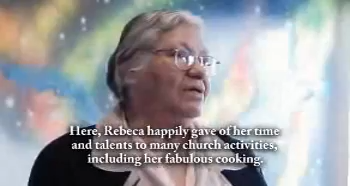 Here, Rebeca happily gave of her time
and talents to many church activities,
including her fabulous cooking.